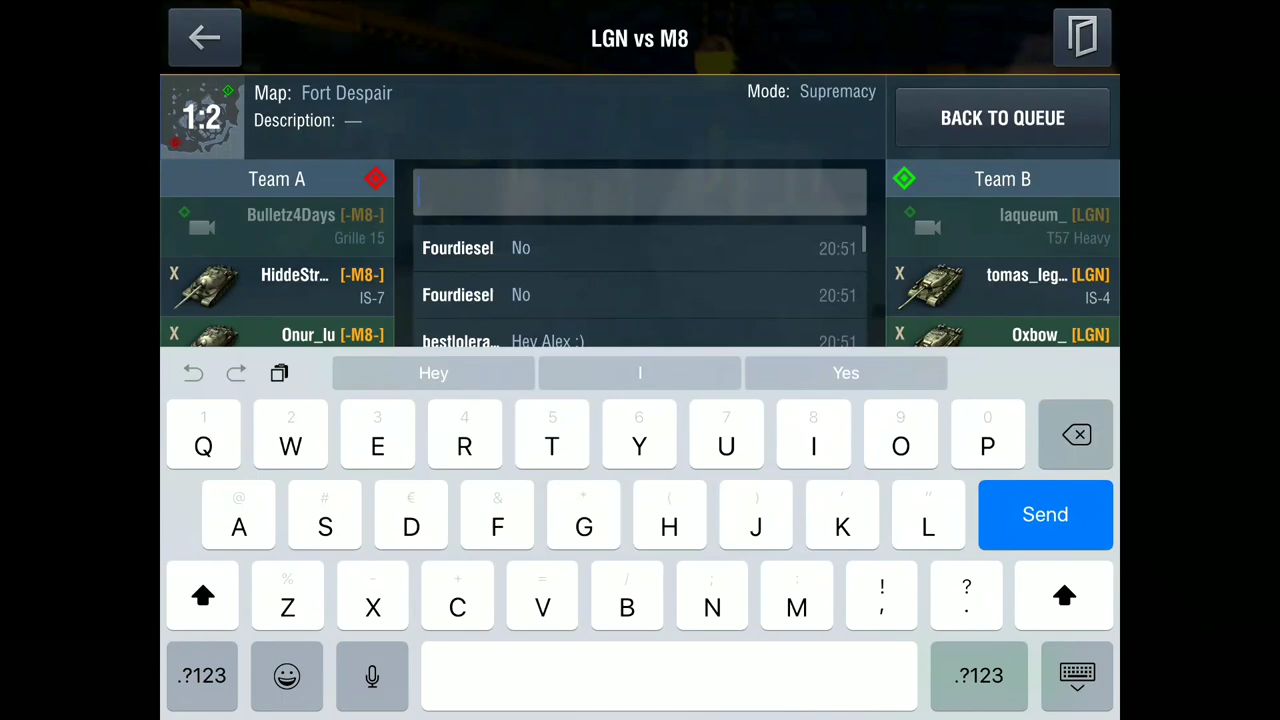 LGN vs M8
1:2
Map: Fort Despair
Description: —
Mode: Supremacy
BACK TO QUEUE
Team A
Bulletz4Days [-M8-]
Grille 15
X HiddeStr... [-M8-]
IS-7
X Onur_lu [-M8-]
Fourdiesel No 20:51
Fourdiesel No 20:51
bestlolera... Hey Alex :) 20:51
Team B
laqueum_ [LGN]
T57 Heavy
X tomas_leg... [LGN]
IS-4
X Oxbow_ [LGN]
Hey I Yes
1 2 3 4 5 6 7 8 9 0
Q W E R T Y U I O P
@ # € & * ( ) ' "
A S D F G H J K L Send
% - + = / ; : ! ?
Z X C V B N M , .
.?123 .?123